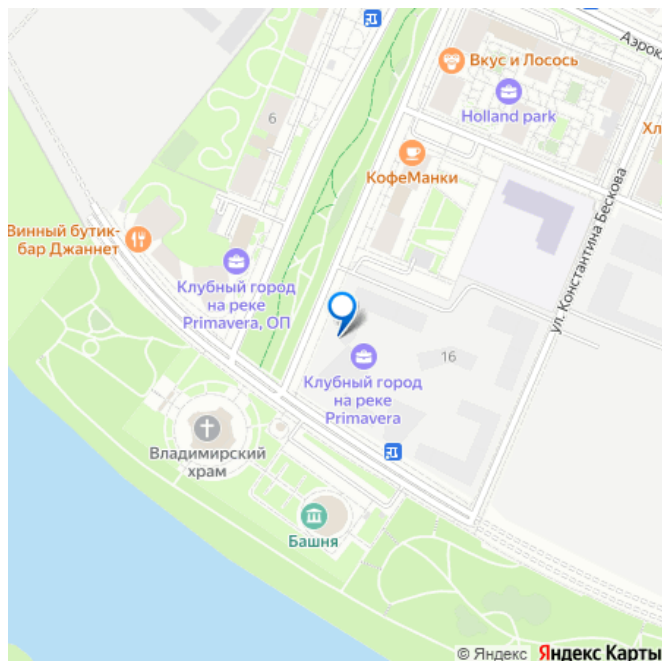 Аэрок
Вкус и Лосось
Holland park
Хл
6
КофеМанки
Винный бутик-
бар Джаннет
ул. Константина Бескова
Клубный город
на реке
Primavera, ОП
16
Клубный город
на реке
Primavera
Владимирский
храм
Башня
© Яндекс Яндекс Карты